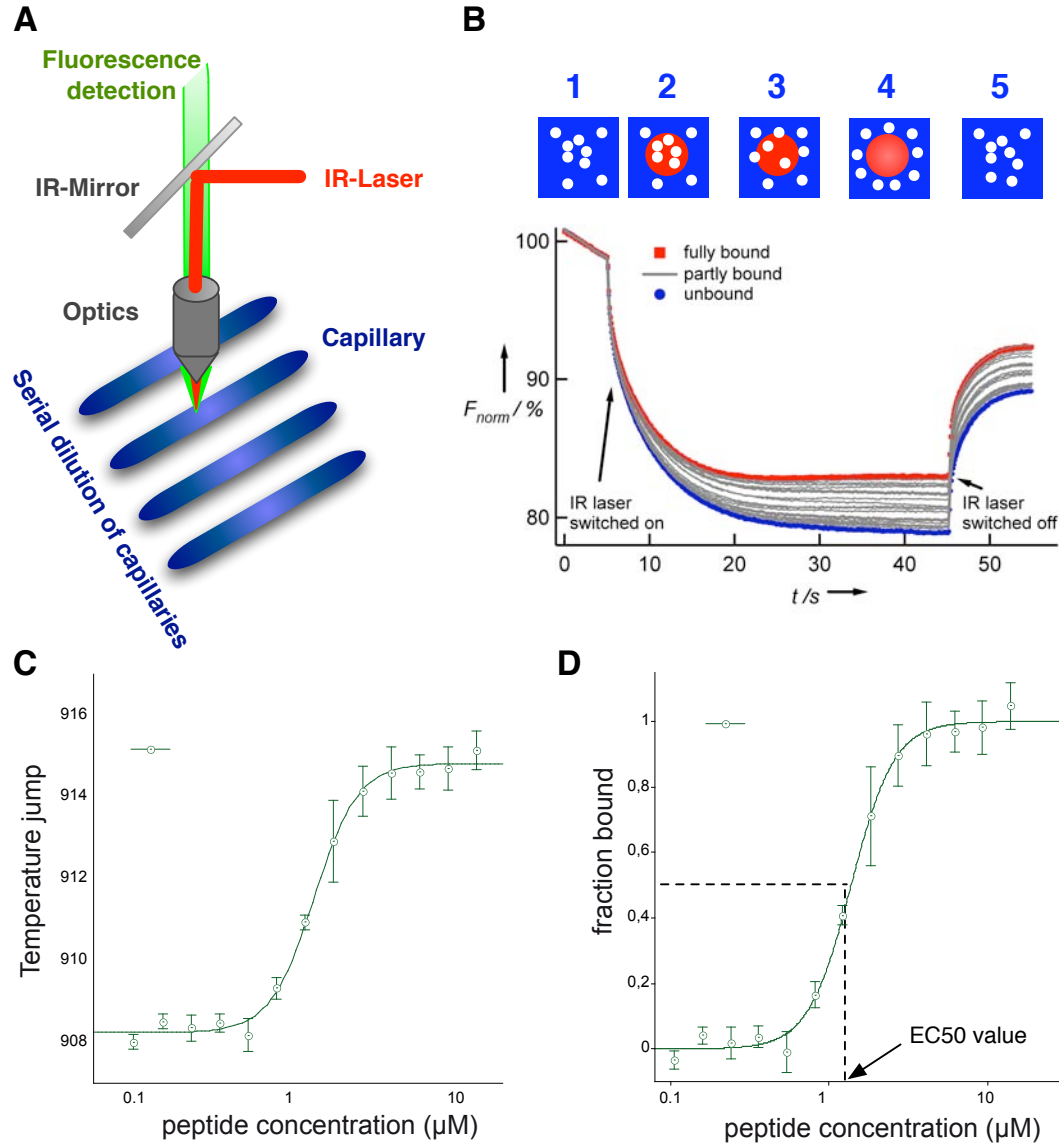 A
Fluorescence
detection
IR-Mirror
IR-Laser
Optics
Capillary
Serial dilution of capillaries
B
1 2 3 4 5
100
90
80
F norm / %
fully bound
partly bound
unbound
IR laser
switched on
IR laser
switched off
0 10 20 30 40 50
t /s
C
916
914
912
910
908
Temperature jump
0.1 1 10
peptide concentration (µM)
D
1
0,8
0,6
0,4
0,2
0
fraction bound
EC50 value
0.1 1 10
peptide concentration (µM)